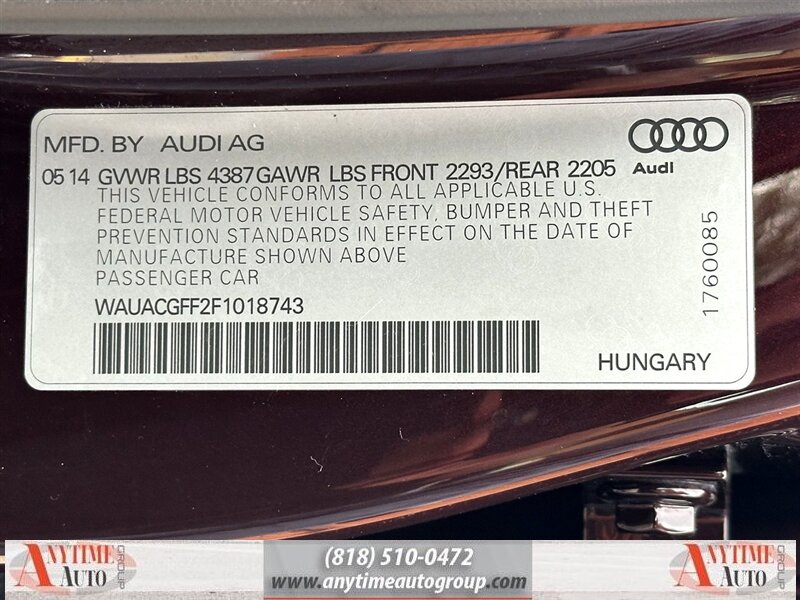 MFD. BY AUDI AG
05 14 GVWR LBS 4387 GAWR LBS FRONT 2293/REAR 2205
Audi
THIS VEHICLE CONFORMS TO ALL APPLICABLE U.S.
FEDERAL MOTOR VEHICLE SAFETY, BUMPER AND THEFT
PREVENTION STANDARDS IN EFFECT ON THE DATE OF
MANUFACTURE SHOWN ABOVE
PASSENGER CAR
WAUACGFF2F1018743
HUNGARY
1760085
ANYTIME AUTO GROUP
(818) 510-0472
www.anytimeautogroup.com
ANYTIME AUTO GROUP